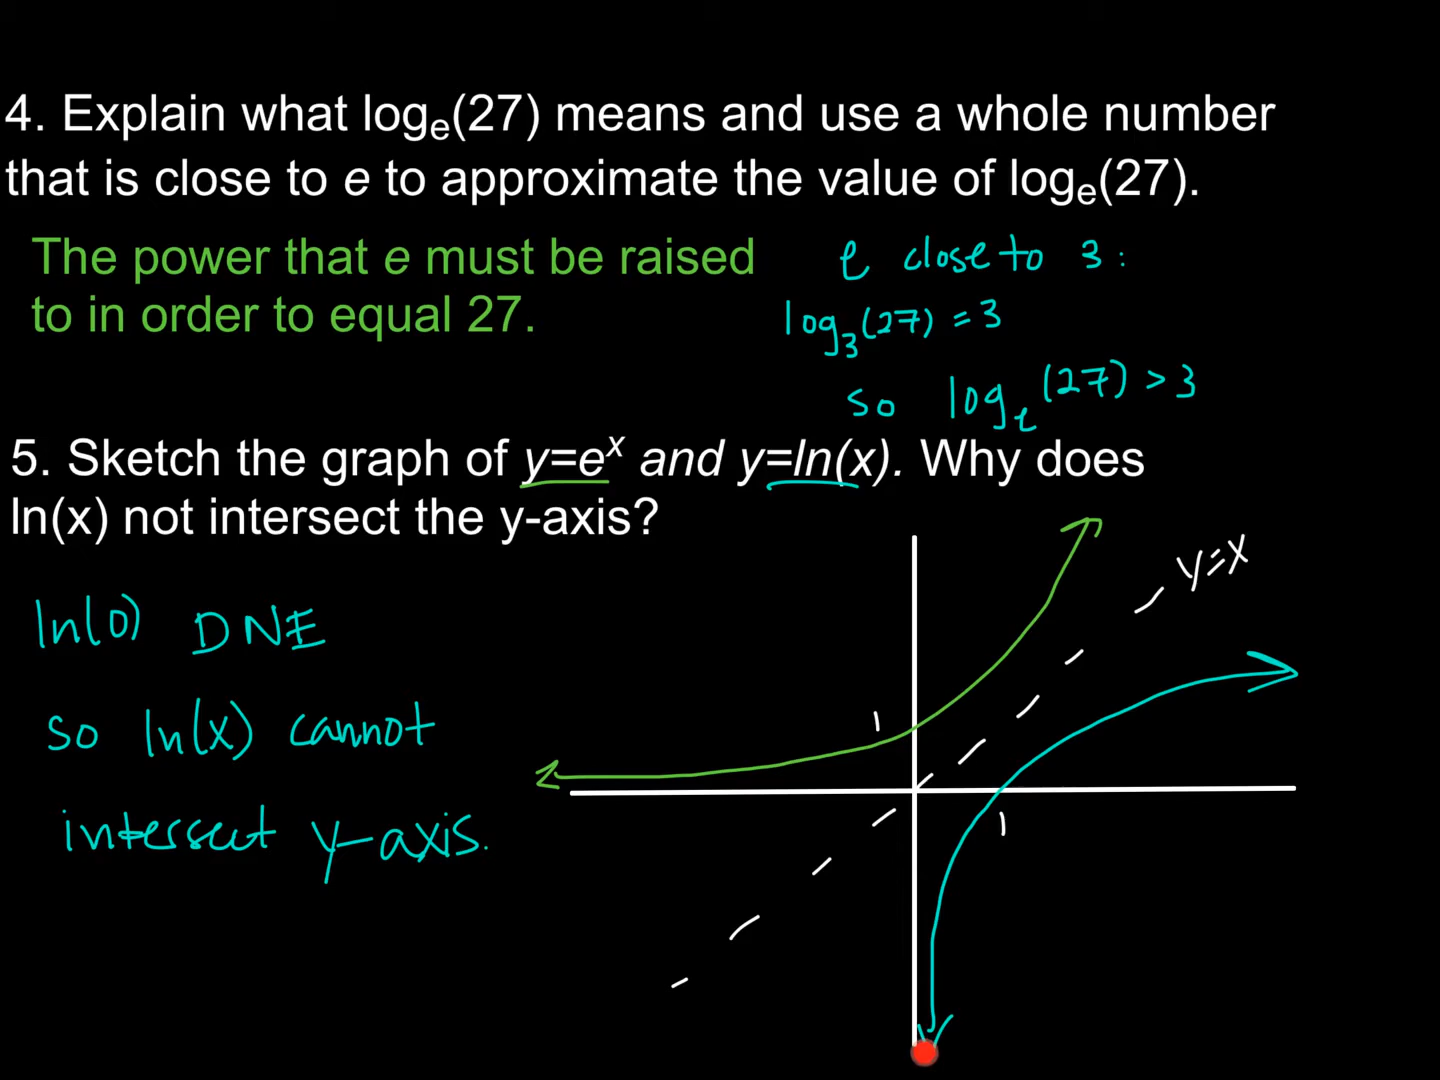 4. Explain what logₑ(27) means and use a whole number
that is close to e to approximate the value of logₑ(27).
The power that e must be raised
to in order to equal 27.
e close to 3:
log₃(27) = 3
so logₑ(27) > 3
5. Sketch the graph of y=eˣ and y=ln(x). Why does
ln(x) not intersect the y-axis?
y=x
ln(0) DNE
so ln(x) cannot
intersect y-axis.
1
1